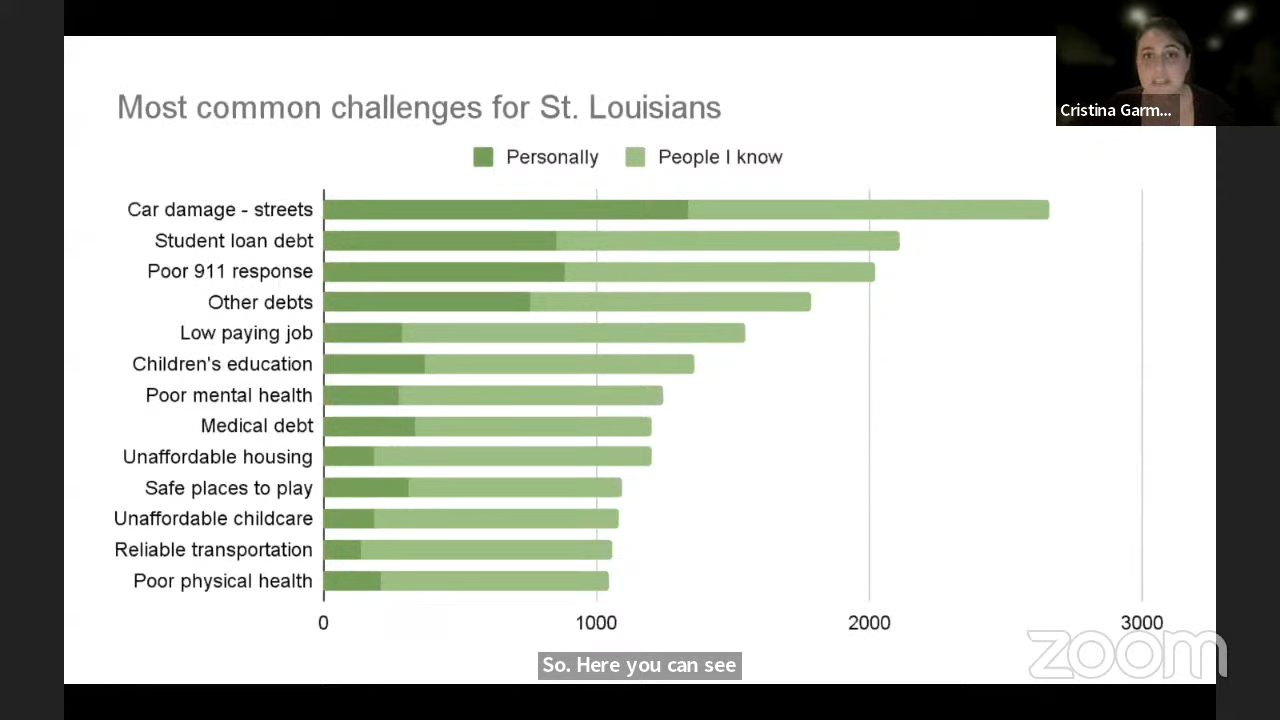 Cristina Garm...
Most common challenges for St. Louisians
Personally
People I know
Car damage - streets
Student loan debt
Poor 911 response
Other debts
Low paying job
Children's education
Poor mental health
Medical debt
Unaffordable housing
Safe places to play
Unaffordable childcare
Reliable transportation
Poor physical health
0 1000 2000 3000
zoom
So. Here you can see